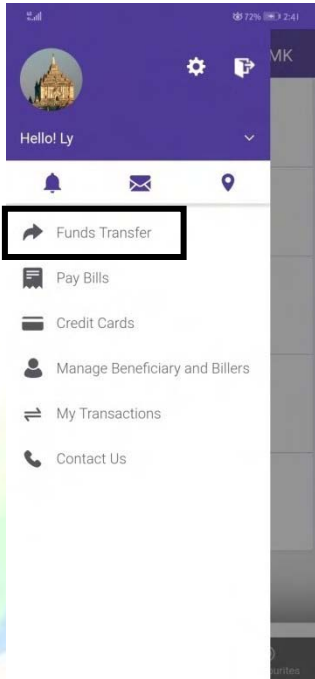 72% 2:41
MK
Hello! Ly
Funds Transfer
Pay Bills
Credit Cards
Manage Beneficiary and Billers
My Transactions
Contact Us